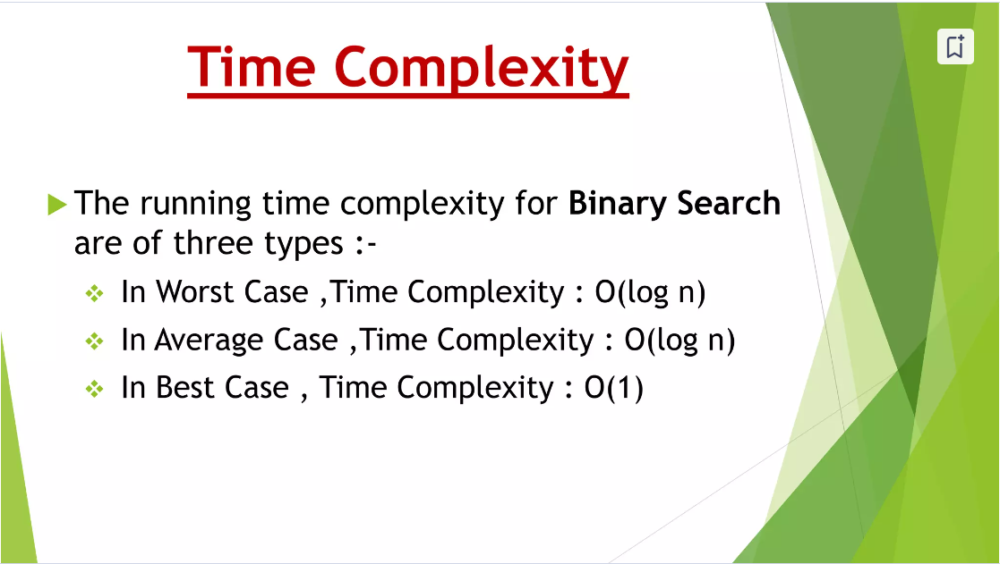 Time Complexity
The running time complexity for Binary Search
are of three types :-
In Worst Case ,Time Complexity : O(log n)
In Average Case ,Time Complexity : O(log n)
In Best Case , Time Complexity : O(1)